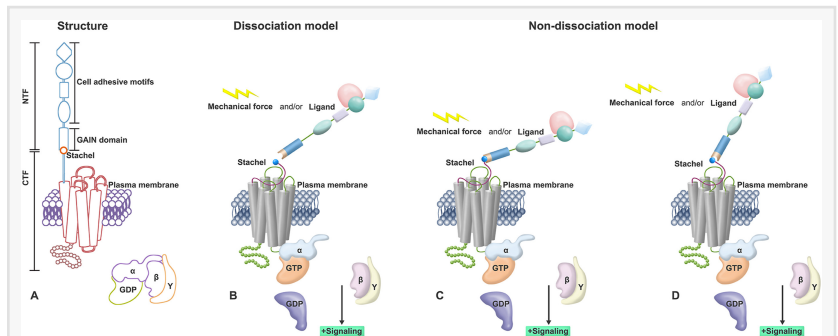 Structure
Dissociation model
Non-dissociation model
NTF
CTF
Cell adhesive motifs
GAIN domain
Stachel
Plasma membrane
α
β
Y
GDP
A
Mechanical force and/or Ligand
Stachel
Plasma membrane
α
GTP
β
Y
GDP
B
+Signaling
Mechanical force and/or Ligand
Stachel
Plasma membrane
α
GTP
β
Y
GDP
C
+Signaling
Mechanical force and/or Ligand
Stachel
Plasma membrane
α
GTP
β
Y
GDP
D
+Signaling